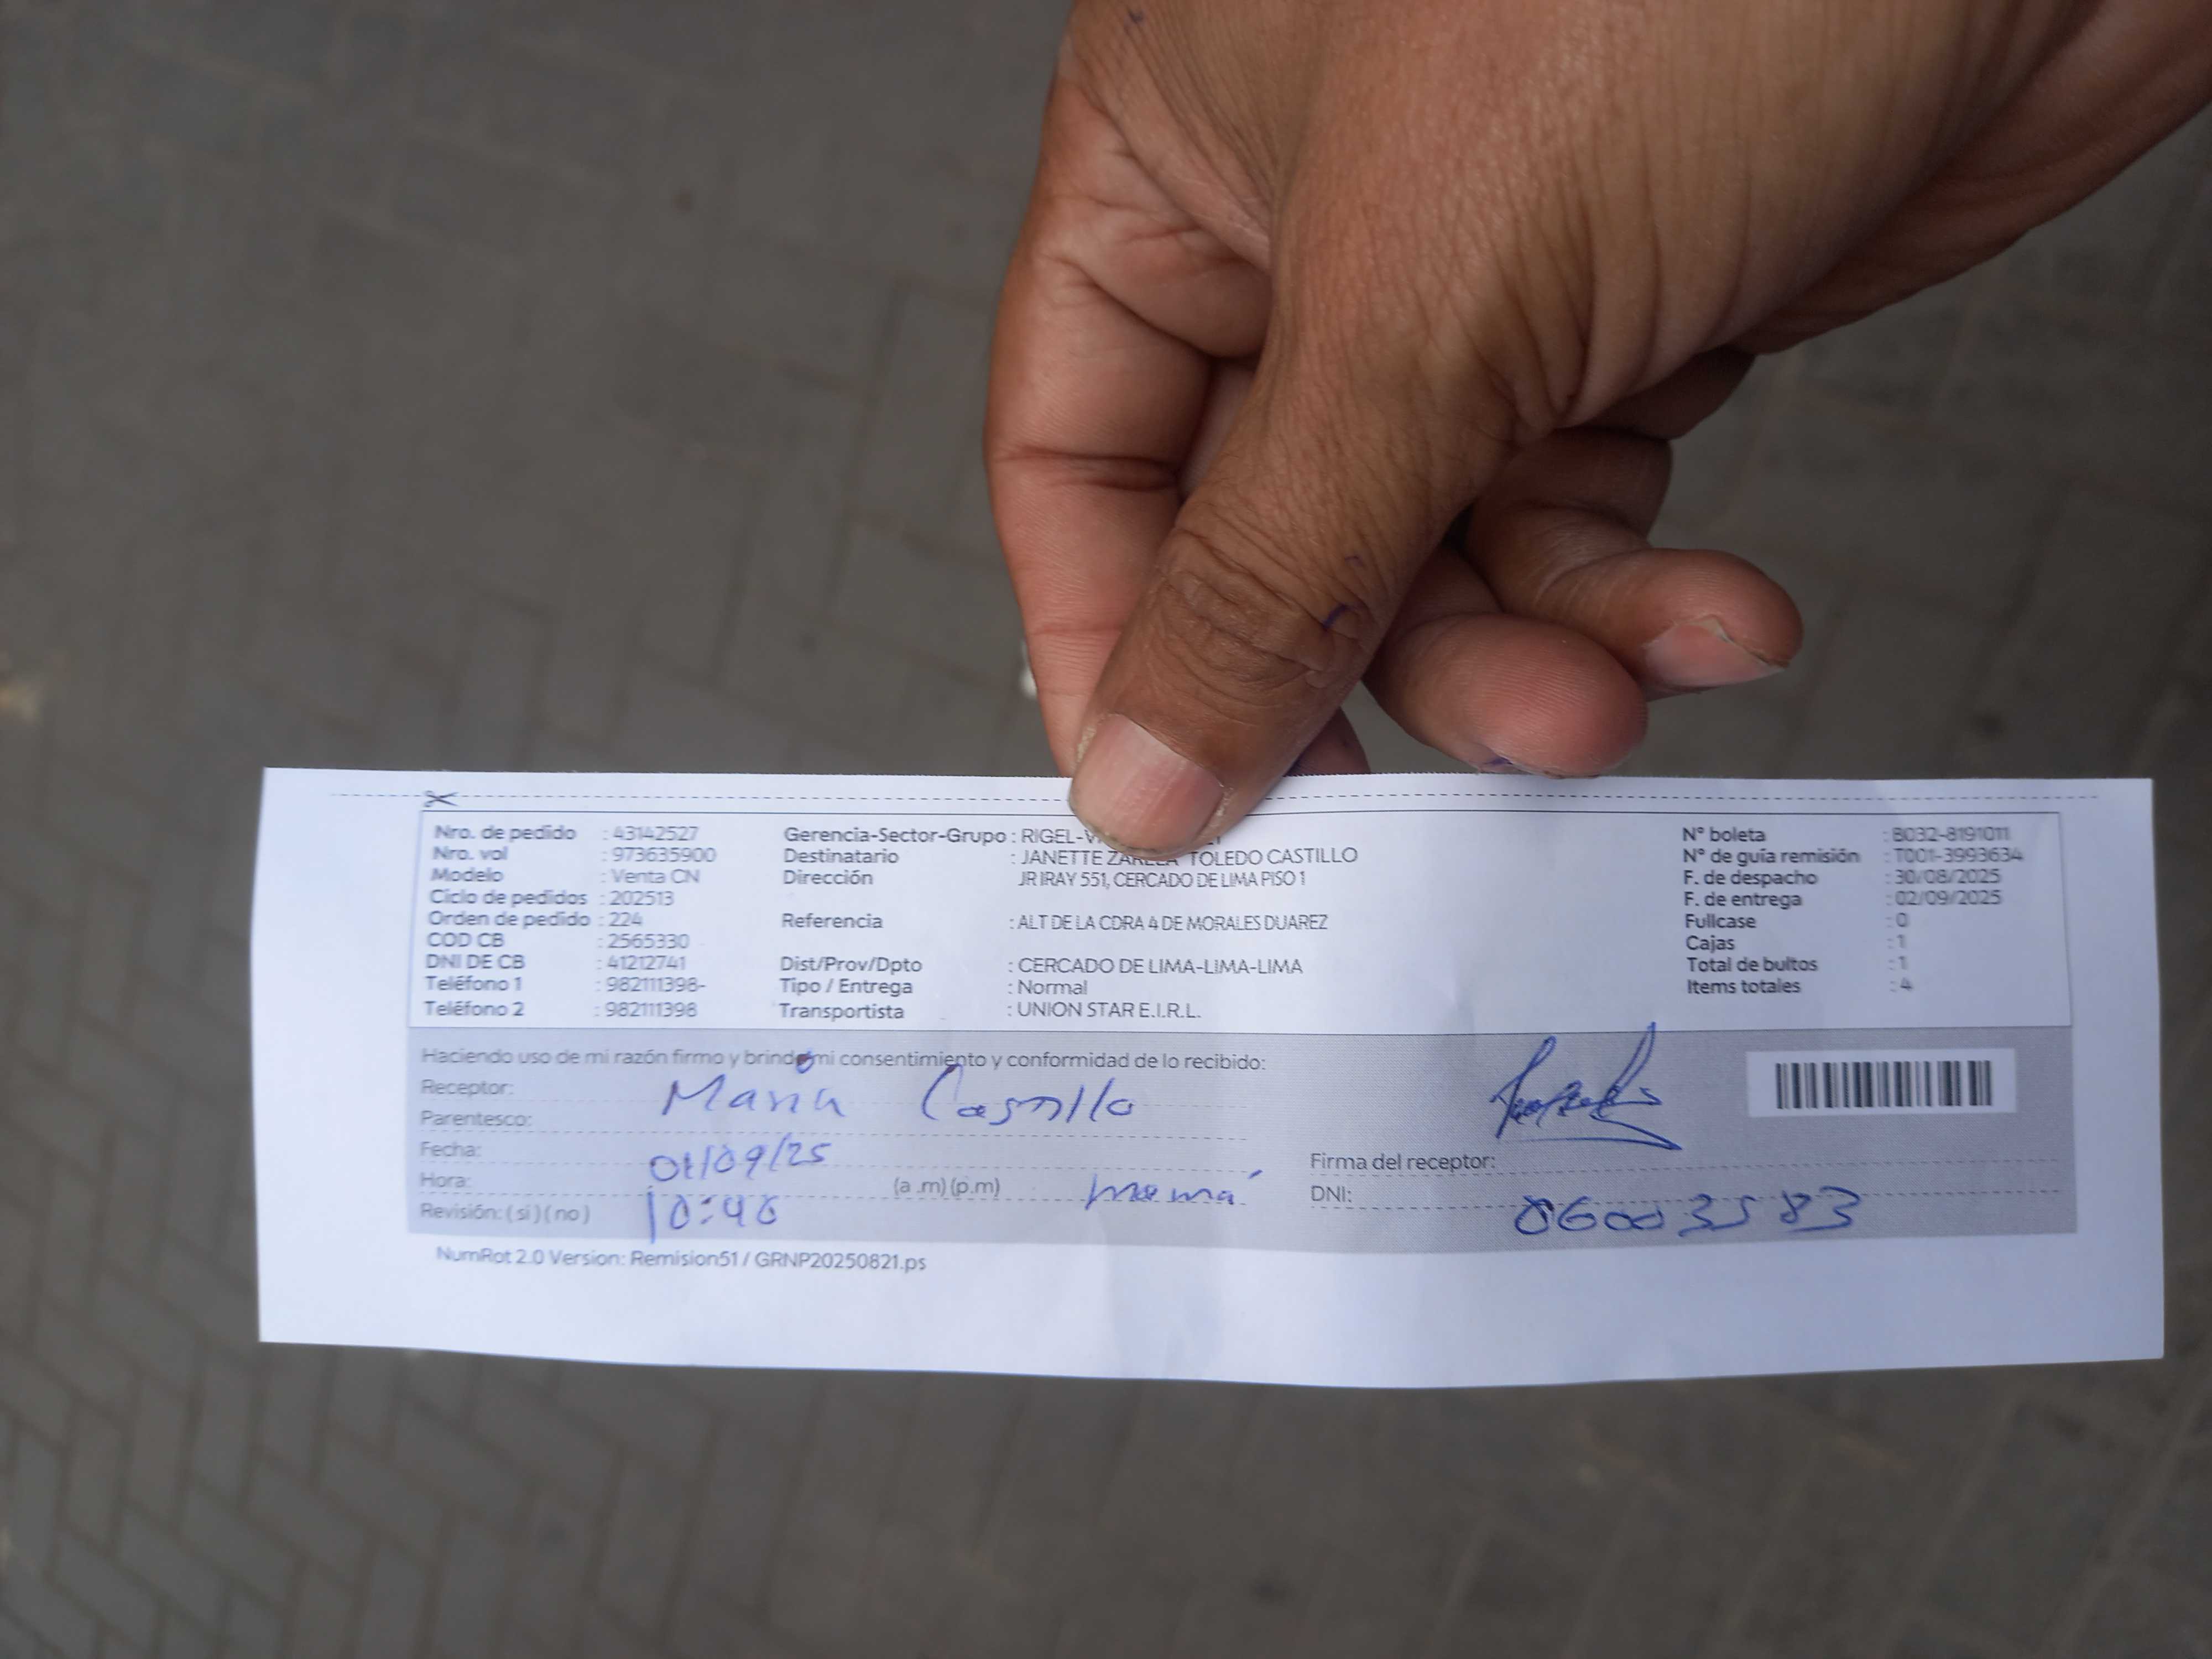 Nro. de pedido : 43142527 Gerencia-Sector-Grupo : RIGEL- N° boleta : B032-8191011
Nro. vol : 973635900 Destinatario : JANETTE TOLEDO CASTILLO N° de guía remisión : T001-3993634
Modelo : Venta CN Dirección JR IRAY 551, CERCADO DE LIMA PISO 1 F. de despacho : 30/08/2025
Ciclo de pedidos : 202513 F. de entrega : 02/09/2025
Orden de pedido : 224 Referencia : ALT DE LA CDRA 4 DE MORALES DUAREZ Fullcase : 0
COD CB : 2565330 Cajas : 1
DNI DE CB : 41212741 Dist/Prov/Dpto : CERCADO DE LIMA-LIMA-LIMA Total de bultos : 1
Teléfono 1 : 982111398- Tipo / Entrega : Normal Items totales : 4
Teléfono 2 : 982111398 Transportista : UNION STAR E.I.R.L.
Haciendo uso de mi razón firmo y brindo mi consentimiento y conformidad de lo recibido:
Receptor: Maria Castillo
Parentesco:
Fecha: 01/09/25 Firma del receptor:
Hora: (a .m) (p.m) mamá DNI:
Revisión: ( si ) ( no ) 10:40 06003583
NumRot 2.0 Version: Remision51 / GRNP20250821.ps